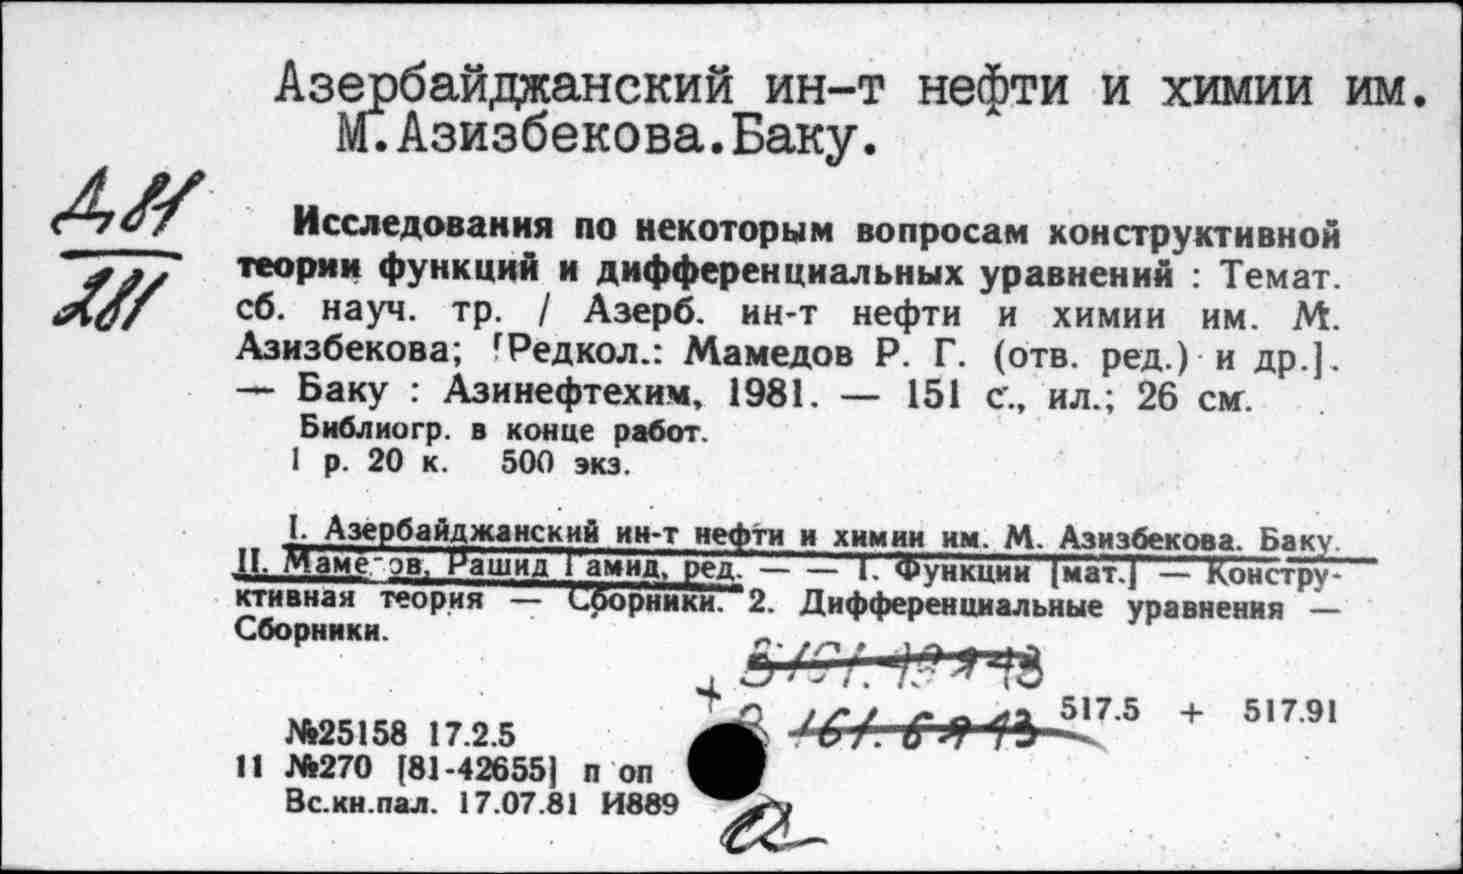 Азербайджанский ин-т нефти и химии им.
М.Азизбекова.Баку.
Исследования по некоторым вопросам конструктивной
теории функций и дифференциальных уравнений : Темат.
сб. науч. тр. / Азерб. ин-т нефти и химии им. М.
Азизбекова; [Редкол.: Мамедов Р. Г. (отв. ред.) и др.].
— Баку : Азинефтехим, 1981. — 151 с., ил.; 26 см.
Библиогр. в конце работ.
1 р. 20 к. 500 экз.
I. Азербайджанский ин-т нефти и химии им. М. Азизбекова. Баку.
II. Мамедов, Рашид Гамид, ред. — — 1. Функции [мат.] — Констру-
ктивная теория — Сборники. 2. Дифференциальные уравнения —
Сборники.
517.5 + 517.91
№25158 17.2.5
11 №270 [81-42655] п оп
Вс.кн.пал. 17.07.81 И889